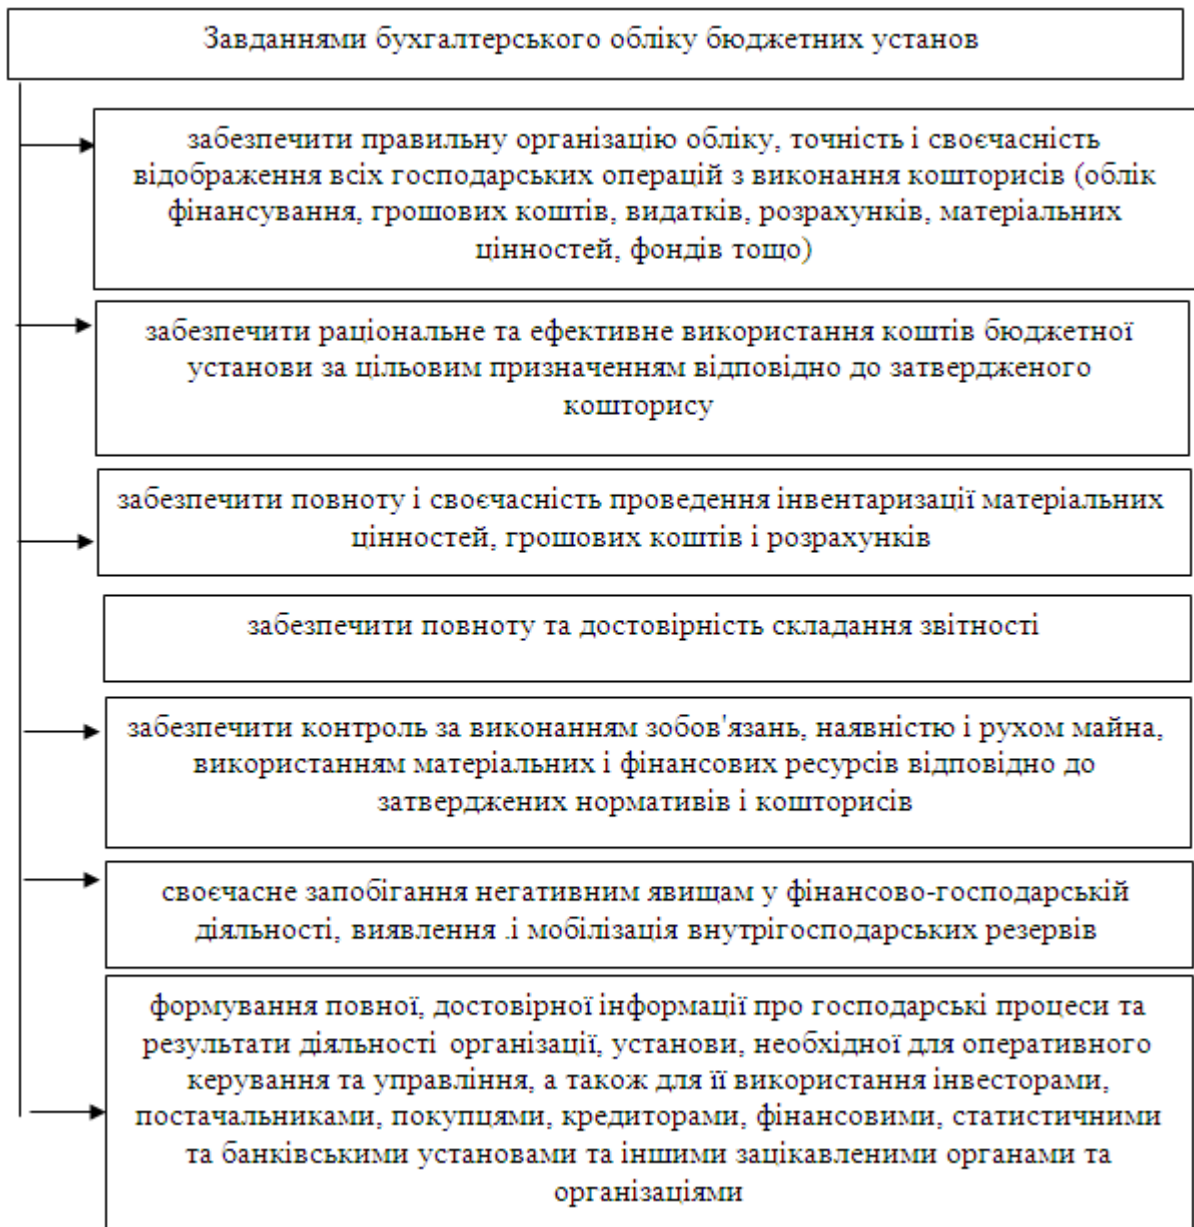 Завданнями бухгалтерського обліку бюджетних установ
забезпечити правильну організацію обліку, точність і своєчасність
відображення всіх господарських операцій з виконання кошторисів (облік
фінансування, грошових коштів, видатків, розрахунків, матеріальних
цінностей, фондів тощо)
забезпечити раціональне та ефективне використання коштів бюджетної
установи за цільовим призначенням відповідно до затвердженого
кошторису
забезпечити повноту і своєчасність проведення інвентаризації матеріальних
цінностей, грошових коштів і розрахунків
забезпечити повноту та достовірність складання звітності
забезпечити контроль за виконанням зобов'язань, наявністю і рухом майна,
використанням матеріальних і фінансових ресурсів відповідно до
затверджених нормативів і кошторисів
своєчасне запобігання негативним явищам у фінансово-господарській
діяльності, виявлення .і мобілізація внутрігосподарських резервів
формування повної, достовірної інформації про господарські процеси та
результати діяльності організації, установи, необхідної для оперативного
керування та управління, а також для її використання інвесторами,
постачальниками, покупцями, кредиторами, фінансовими, статистичними
та банківськими установами та іншими зацікавленими органами та
організаціями